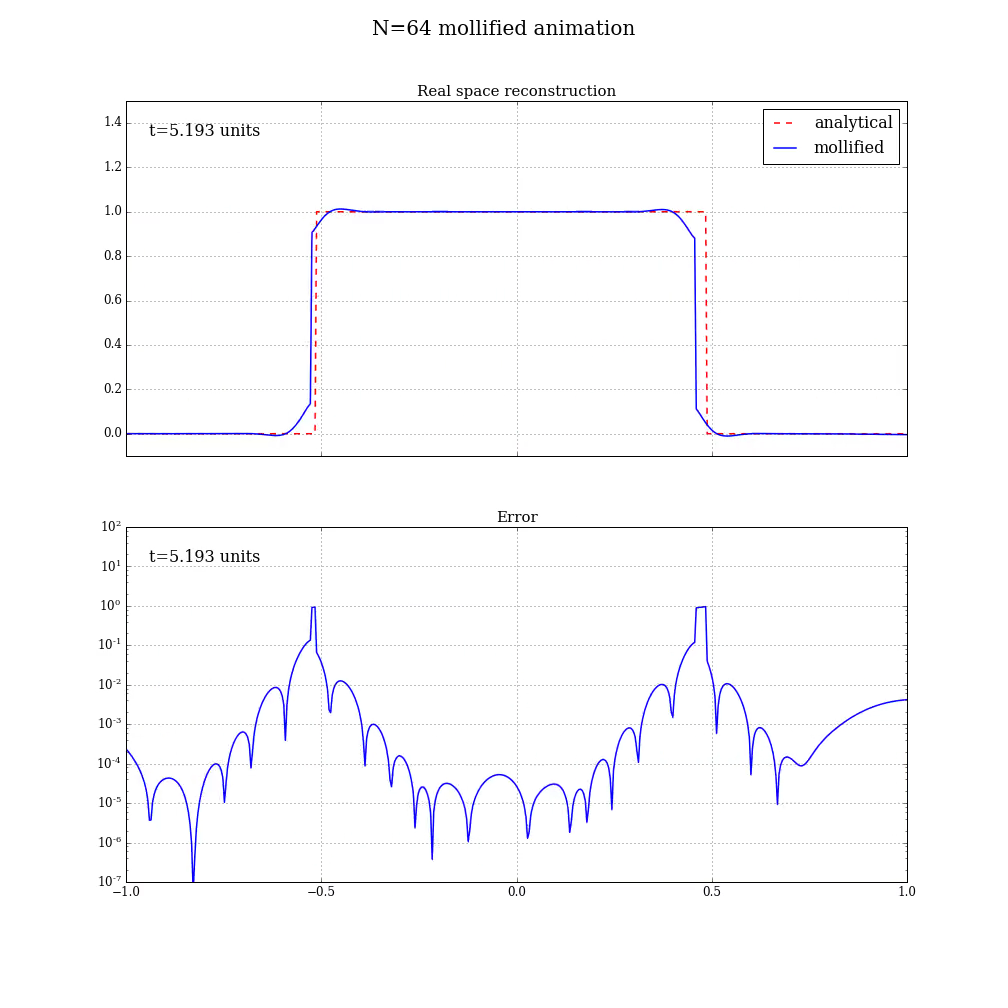 N=64 mollified animation
Real space reconstruction
t=5.193 units
analytical
mollified
1.4
1.2
1.0
0.8
0.6
0.4
0.2
0.0
Error
t=5.193 units
10²
10¹
10⁰
10⁻¹
10⁻²
10⁻³
10⁻⁴
10⁻⁵
10⁻⁶
10⁻⁷
−1.0 −0.5 0.0 0.5 1.0